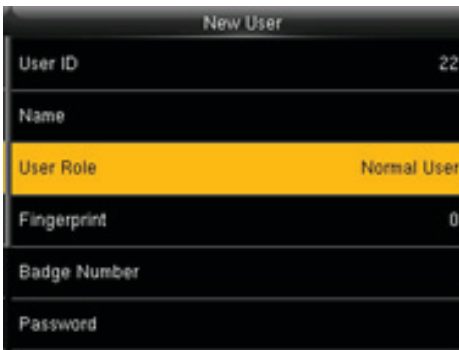 New User
User ID 22
Name
User Role Normal User
Fingerprint 0
Badge Number
Password